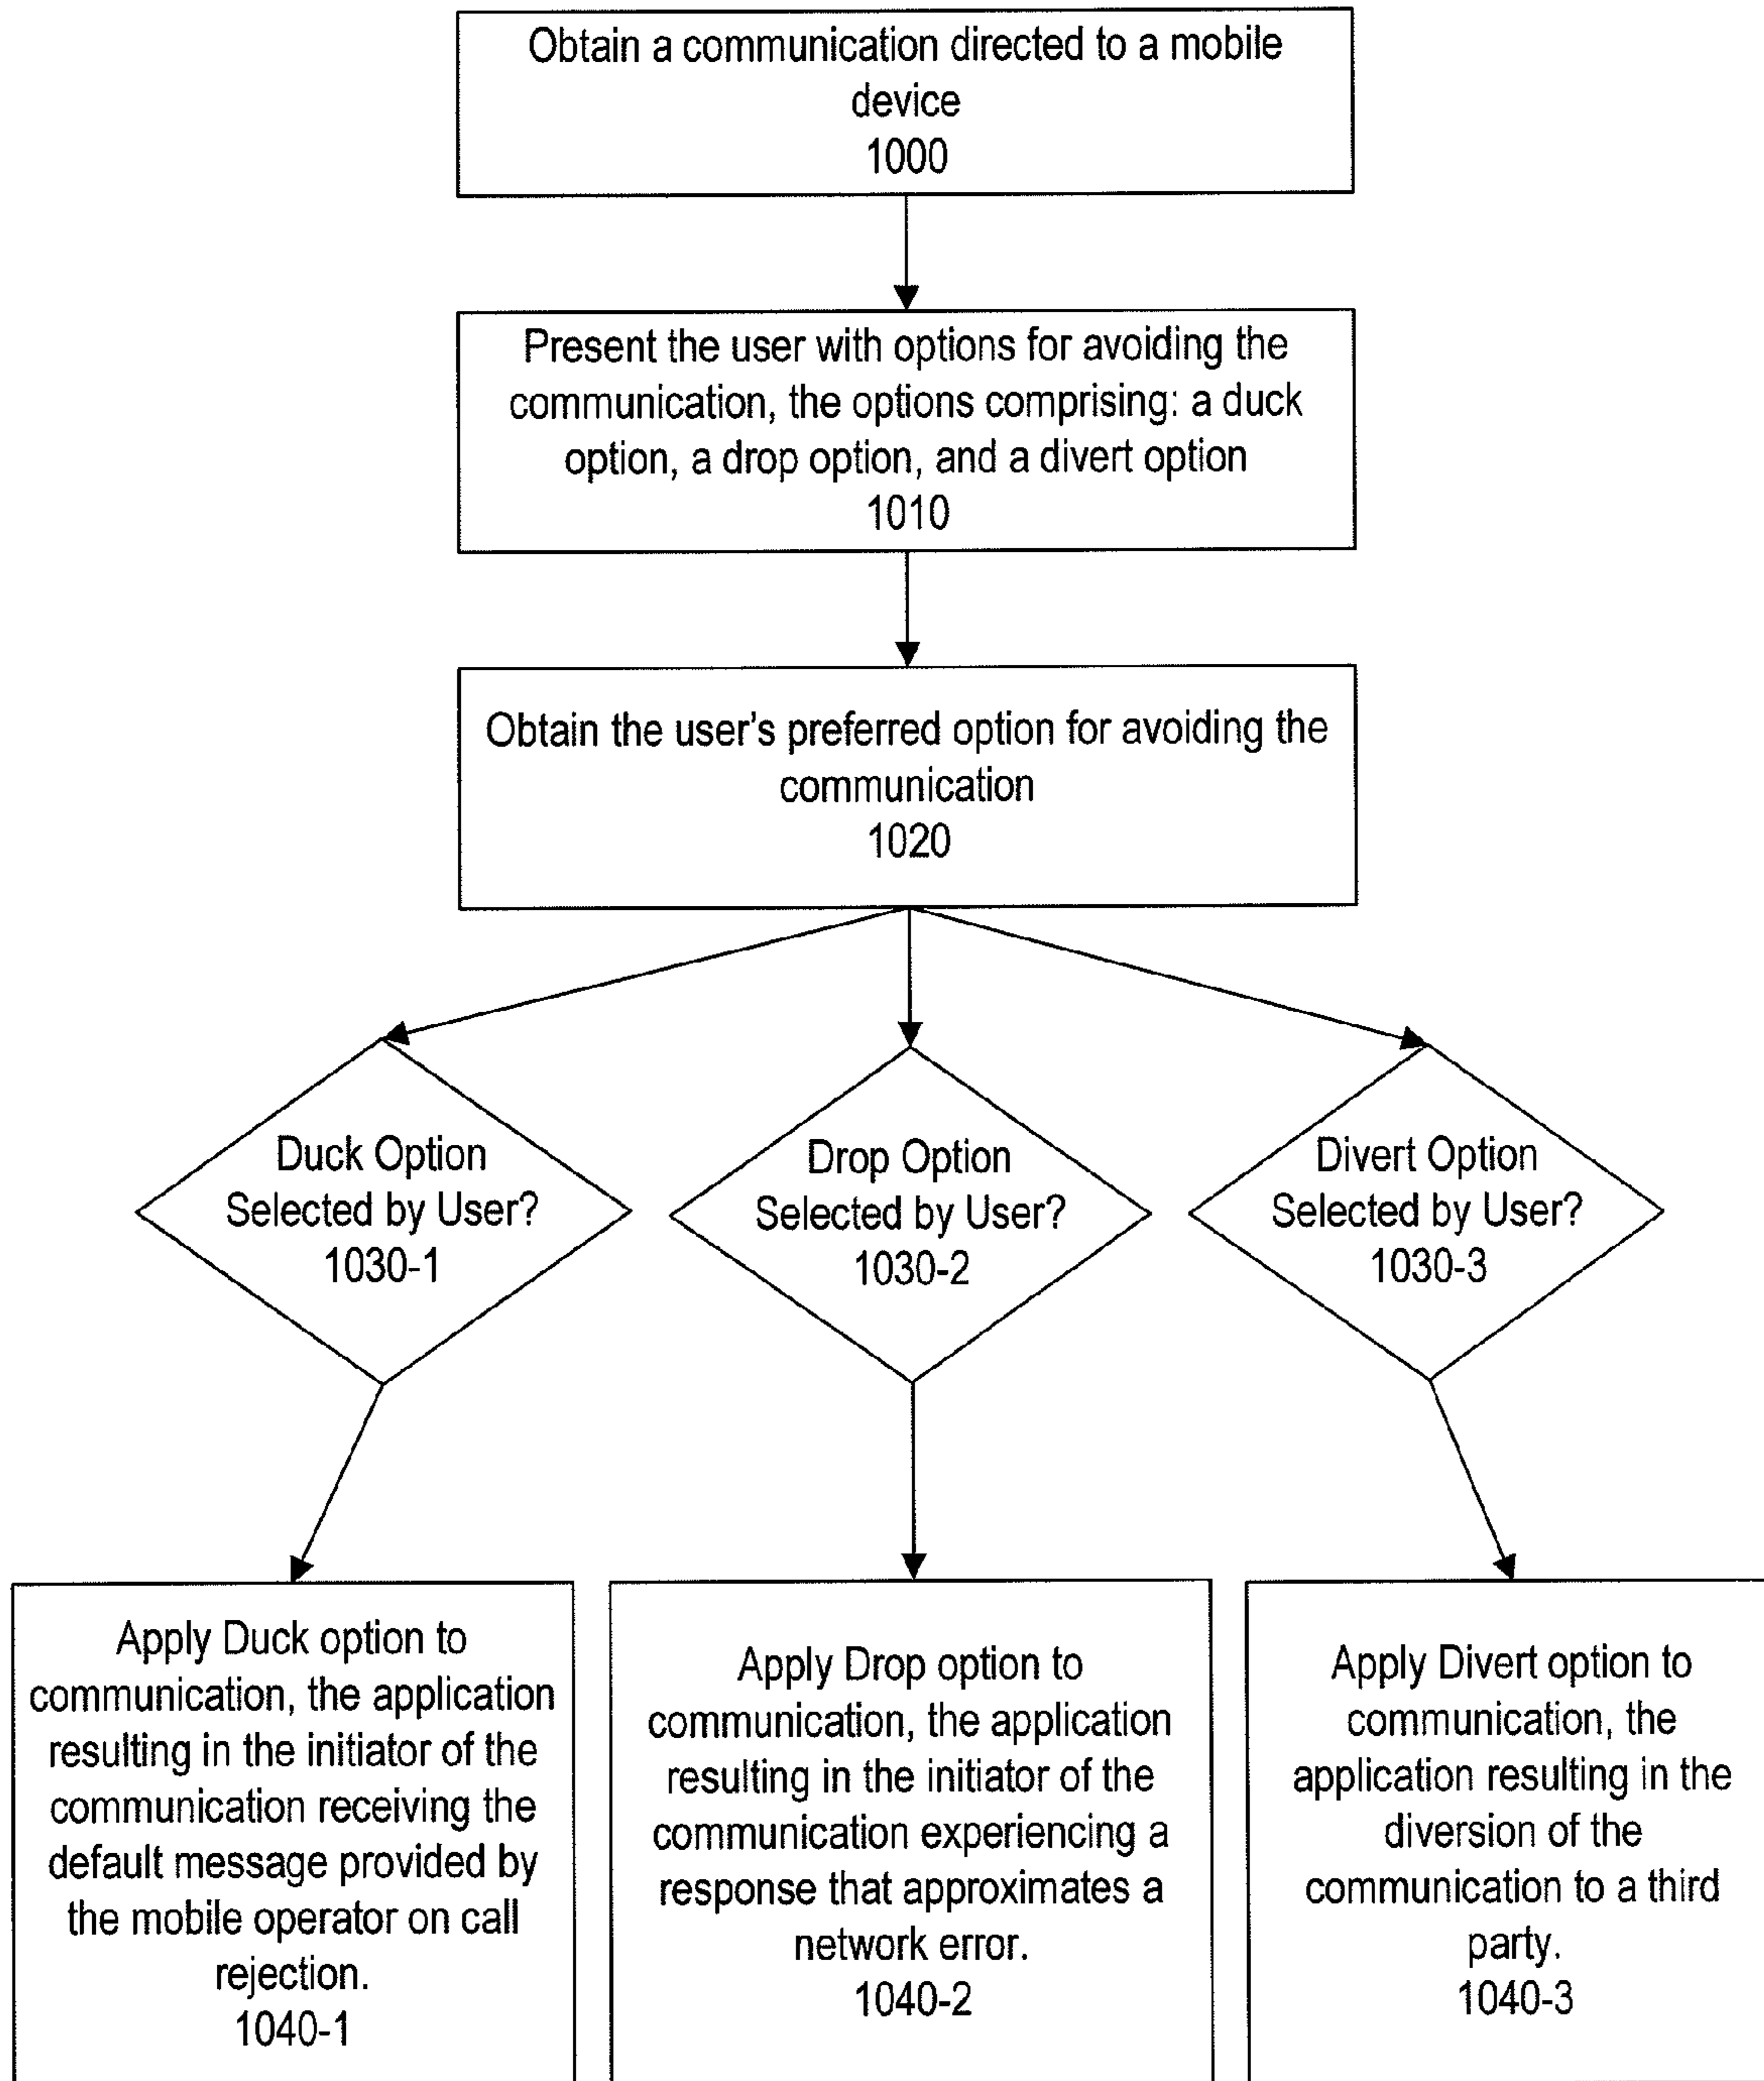 Obtain a communication directed to a mobile
device
1000
Present the user with options for avoiding the
communication, the options comprising: a duck
option, a drop option, and a divert option
1010
Obtain the user's preferred option for avoiding the
communication
1020
Duck Option
Selected by User?
1030-1
Drop Option
Selected by User?
1030-2
Divert Option
Selected by User?
1030-3
Apply Duck option to
communication, the application
resulting in the initiator of the
communication receiving the
default message provided by
the mobile operator on call
rejection.
1040-1
Apply Drop option to
communication, the application
resulting in the initiator of the
communication experiencing a
response that approximates a
network error.
1040-2
Apply Divert option to
communication, the
application resulting in the
diversion of the
communication to a third
party.
1040-3